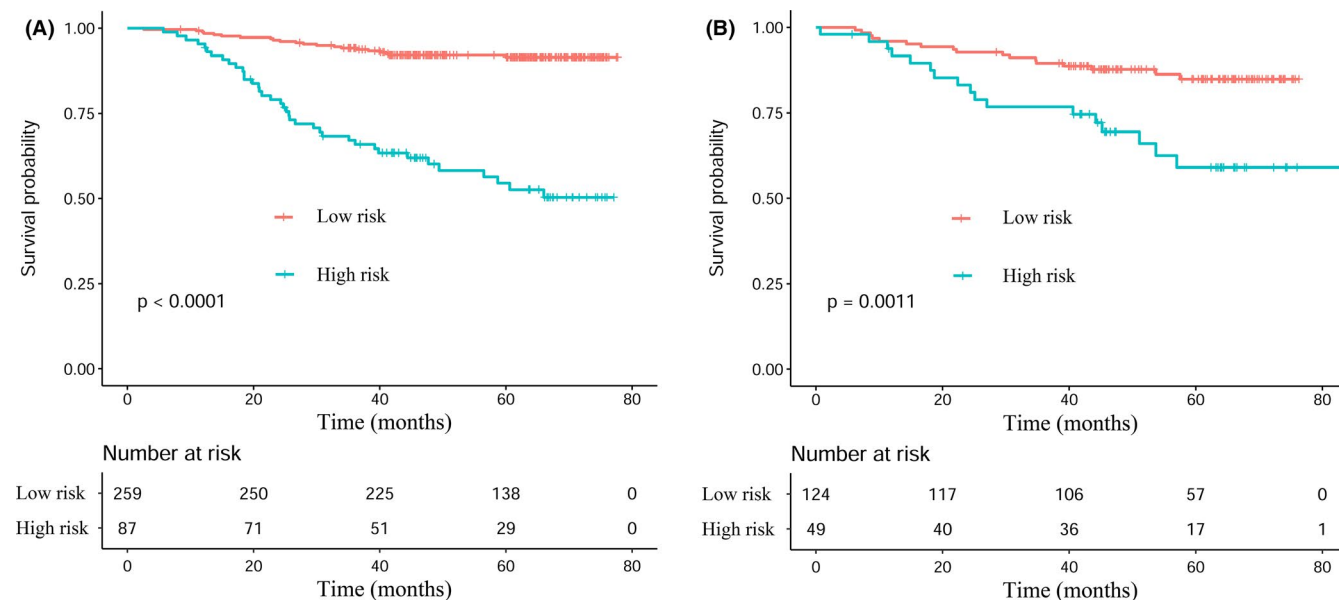 (A)
Survival probability
1.00
0.75
0.50
0.25
0.00
Low risk
High risk
p < 0.0001
0 20 40 60 80
Time (months)
Number at risk
Low risk 259 250 225 138 0
High risk 87 71 51 29 0
0 20 40 60 80
Time (months)
(B)
Survival probability
1.00
0.75
0.50
0.25
0.00
Low risk
High risk
p = 0.0011
0 20 40 60 80
Time (months)
Number at risk
Low risk 124 117 106 57 0
High risk 49 40 36 17 1
0 20 40 60 80
Time (months)